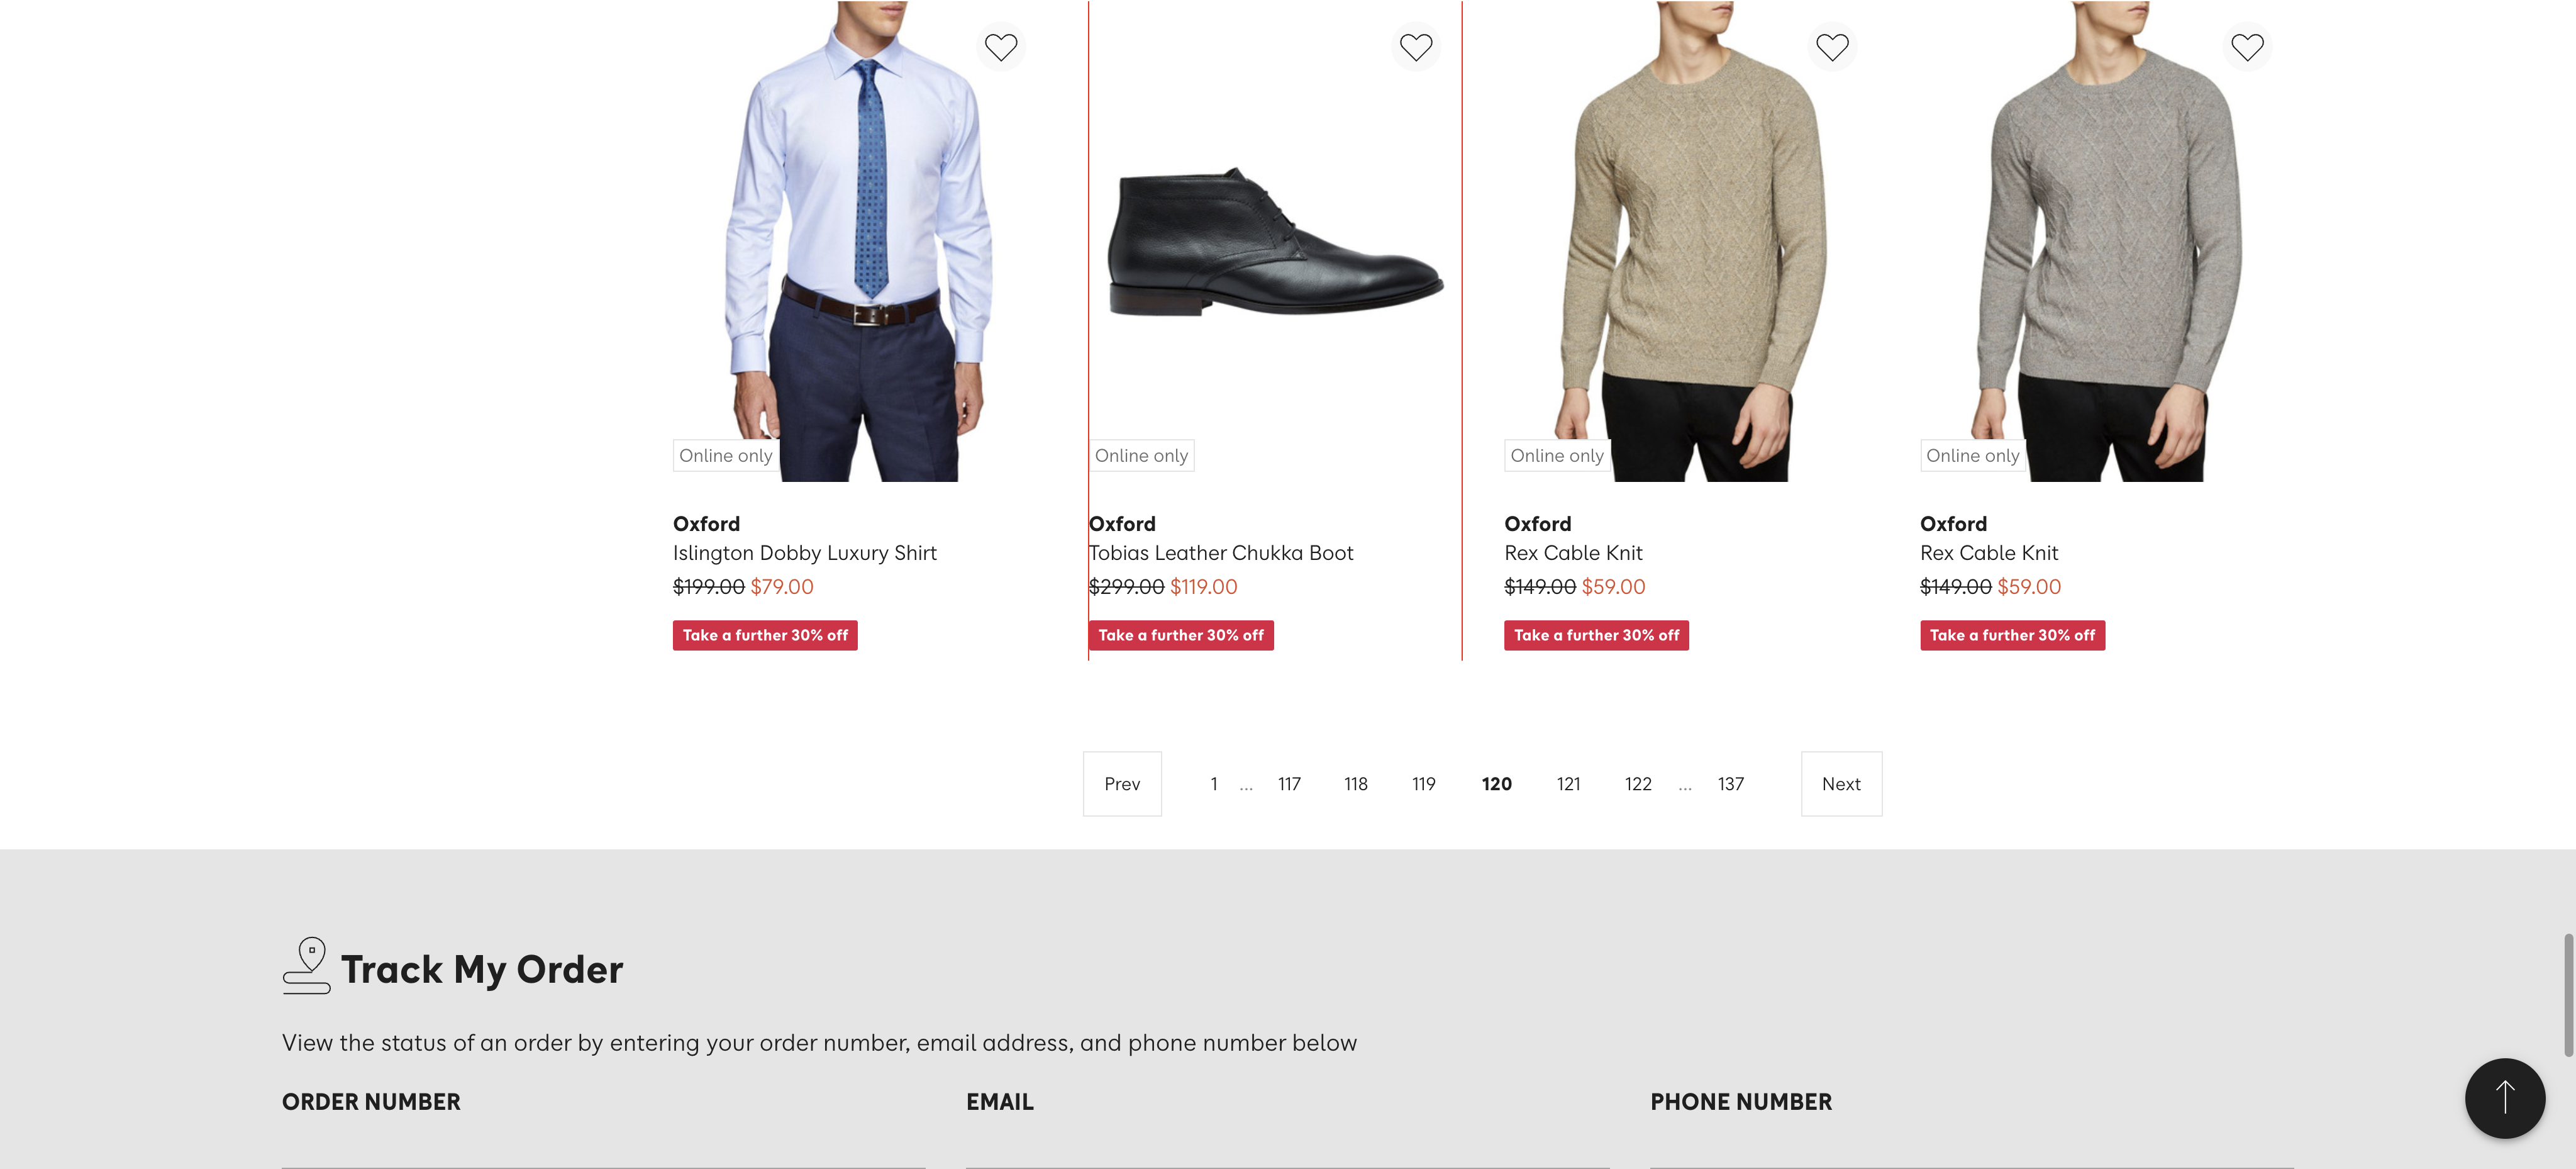 Online only
Online only
Online only
Online only
Oxford
Islington Dobby Luxury Shirt
$199.00 $79.00
Take a further 30% off
Oxford
Tobias Leather Chukka Boot
$299.00 $119.00
Take a further 30% off
Oxford
Rex Cable Knit
$149.00 $59.00
Take a further 30% off
Oxford
Rex Cable Knit
$149.00 $59.00
Take a further 30% off
Prev 1 ... 117 118 119 120 121 122 ... 137 Next
Track My Order
View the status of an order by entering your order number, email address, and phone number below
ORDER NUMBER
EMAIL
PHONE NUMBER